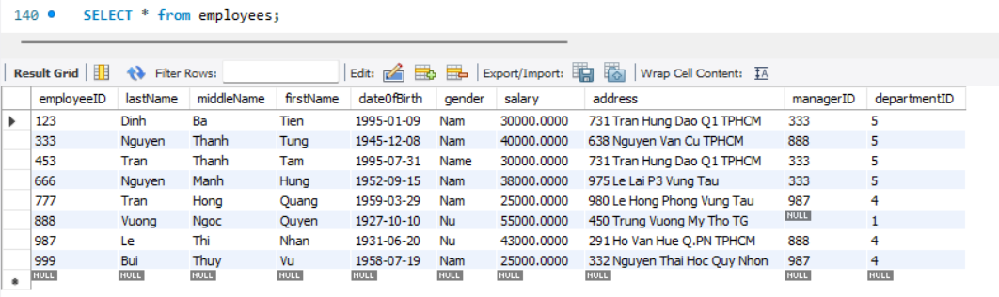 140 SELECT * from employees;
Result Grid Filter Rows: Edit: Export/Import: Wrap Cell Content: IA
employeeID lastName middleName firstName dateOfBirth gender salary address managerID departmentID
123 Dinh Ba Tien 1995-01-09 Nam 30000.0000 731 Tran Hung Dao Q1 TPHCM 333 5
333 Nguyen Thanh Tung 1945-12-08 Nam 40000.0000 638 Nguyen Van Cu TPHCM 888 5
453 Tran Thanh Tam 1995-07-31 Name 30000.0000 731 Tran Hung Dao Q1 TPHCM 333 5
666 Nguyen Manh Hung 1952-09-15 Nam 38000.0000 975 Le Lai P3 Vung Tau 333 5
777 Tran Hong Quang 1959-03-29 Nam 25000.0000 980 Le Hong Phong Vung Tau 987 4
888 Vuong Ngoc Quyen 1927-10-10 Nu 55000.0000 450 Trung Vuong My Tho TG NULL 1
987 Le Thi Nhan 1931-06-20 Nu 43000.0000 291 Ho Van Hue Q.PN TPHCM 888 4
999 Bui Thuy Vu 1958-07-19 Nam 25000.0000 332 Nguyen Thai Hoc Quy Nhon 987 4
NULL NULL NULL NULL NULL NULL NULL NULL NULL NULL